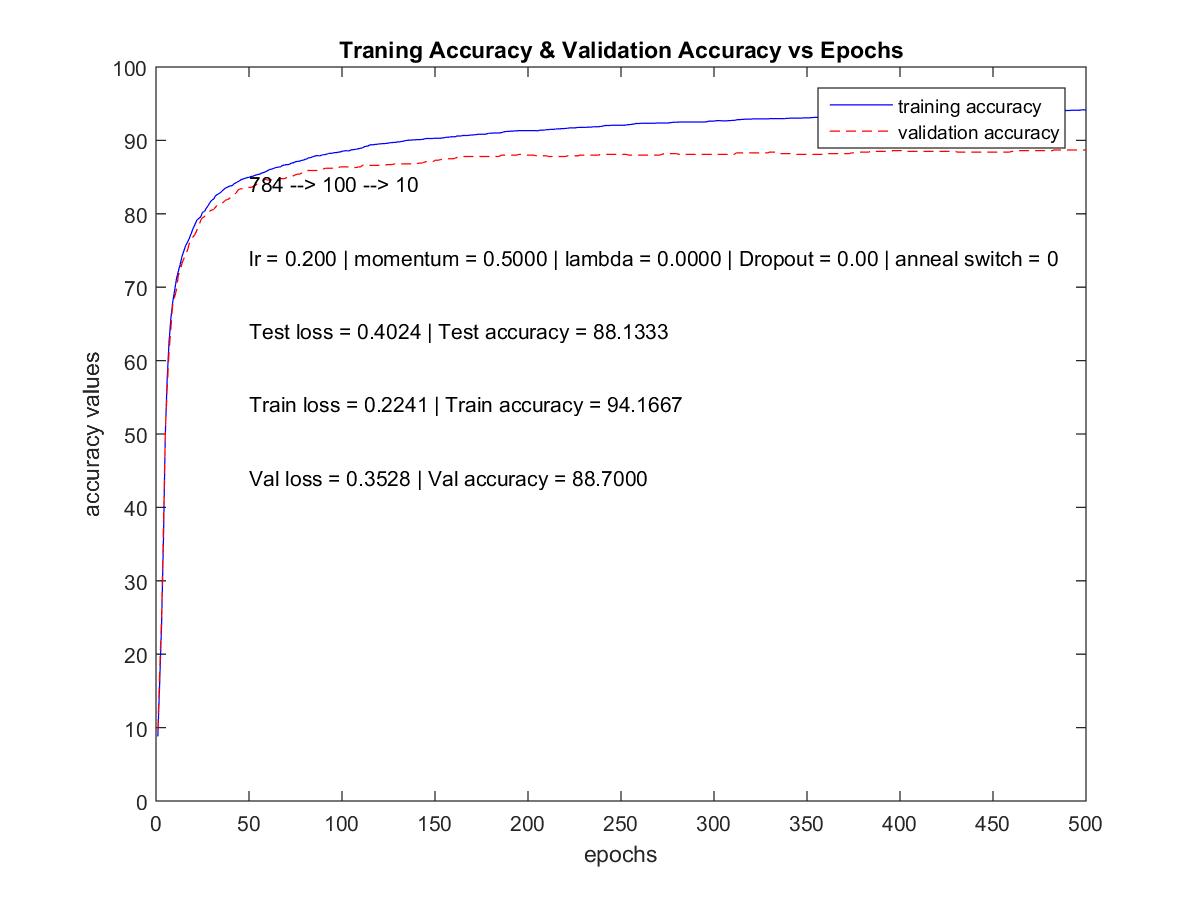 Traning Accuracy & Validation Accuracy vs Epochs
100
90
80
70
60
50
40
30
20
10
0
accuracy values
training accuracy
validation accuracy
784 --> 100 --> 10
lr = 0.200 | momentum = 0.5000 | lambda = 0.0000 | Dropout = 0.00 | anneal switch = 0
Test loss = 0.4024 | Test accuracy = 88.1333
Train loss = 0.2241 | Train accuracy = 94.1667
Val loss = 0.3528 | Val accuracy = 88.7000
0 50 100 150 200 250 300 350 400 450 500
epochs